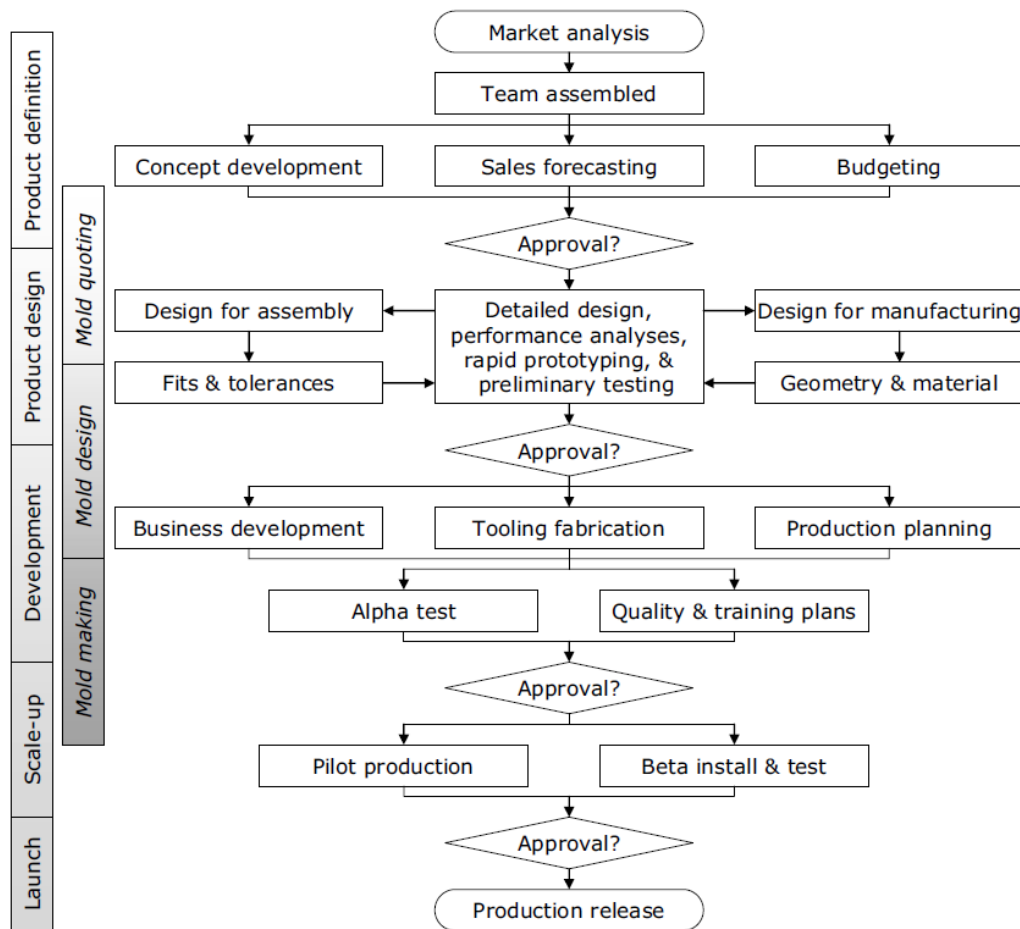 Market analysis
Team assembled
Concept development
Sales forecasting
Budgeting
Approval?
Design for assembly
Detailed design,
performance analyses,
rapid prototyping, &
preliminary testing
Design for manufacturing
Fits & tolerances
Geometry & material
Approval?
Business development
Tooling fabrication
Production planning
Alpha test
Quality & training plans
Approval?
Pilot production
Beta install & test
Approval?
Production release
Product definition
Product design
Development
Scale-up
Launch
Mold quoting
Mold design
Mold making